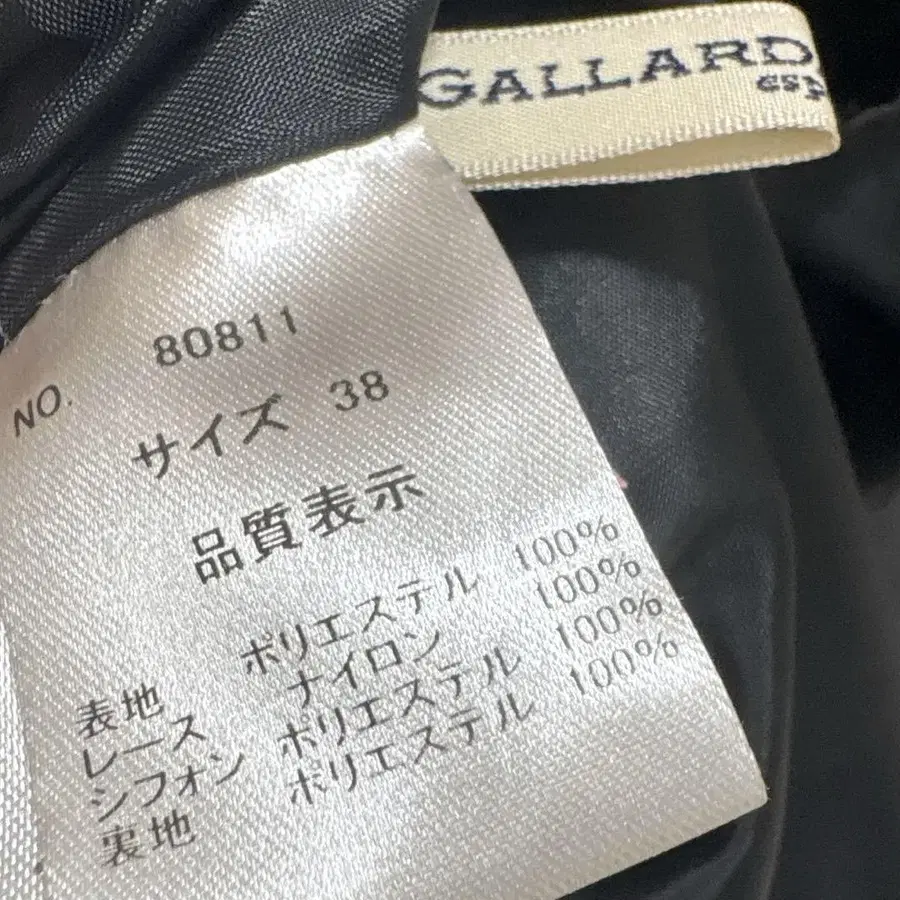 GALLARD
esp
NO. 80811
サイズ 38
品質表示
表地 ポリエステル 100%
レース ナイロン 100%
シフォン ポリエステル 100%
裏地 ポリエステル 100%